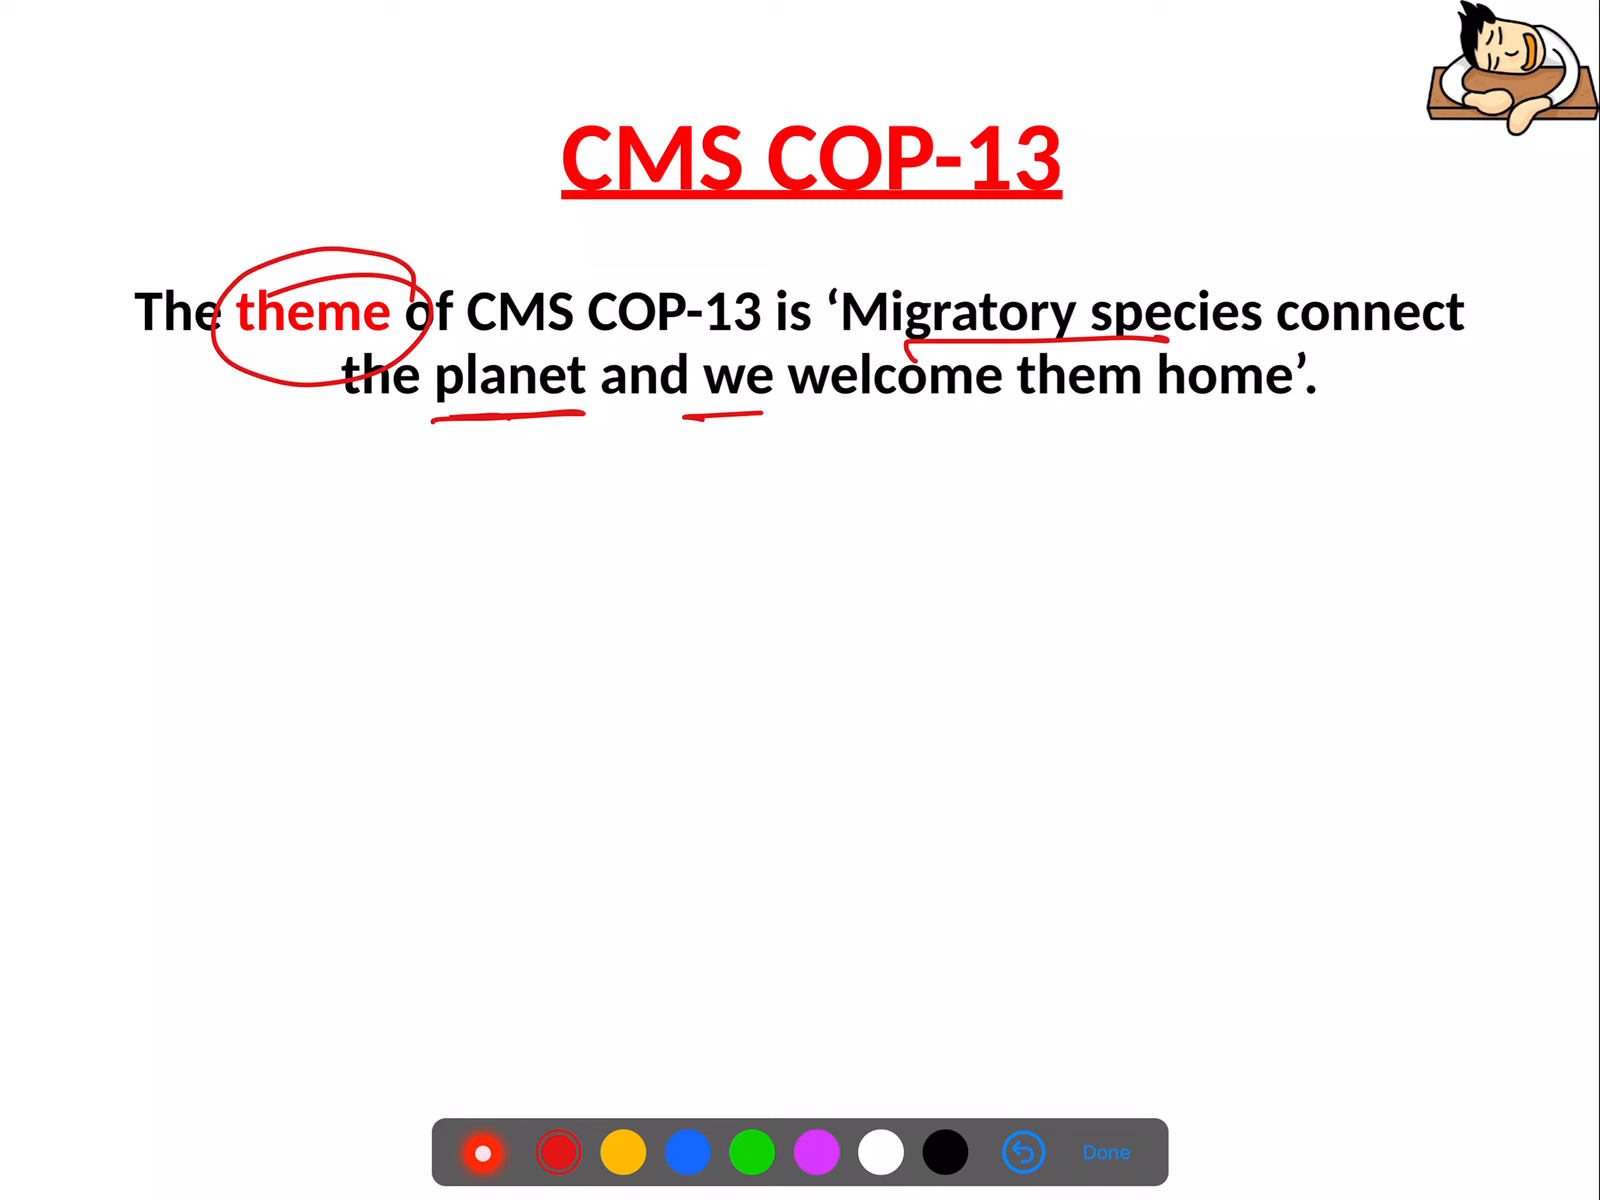 CMS COP-13
The theme of CMS COP-13 is ‘Migratory species connect
the planet and we welcome them home’.
Done